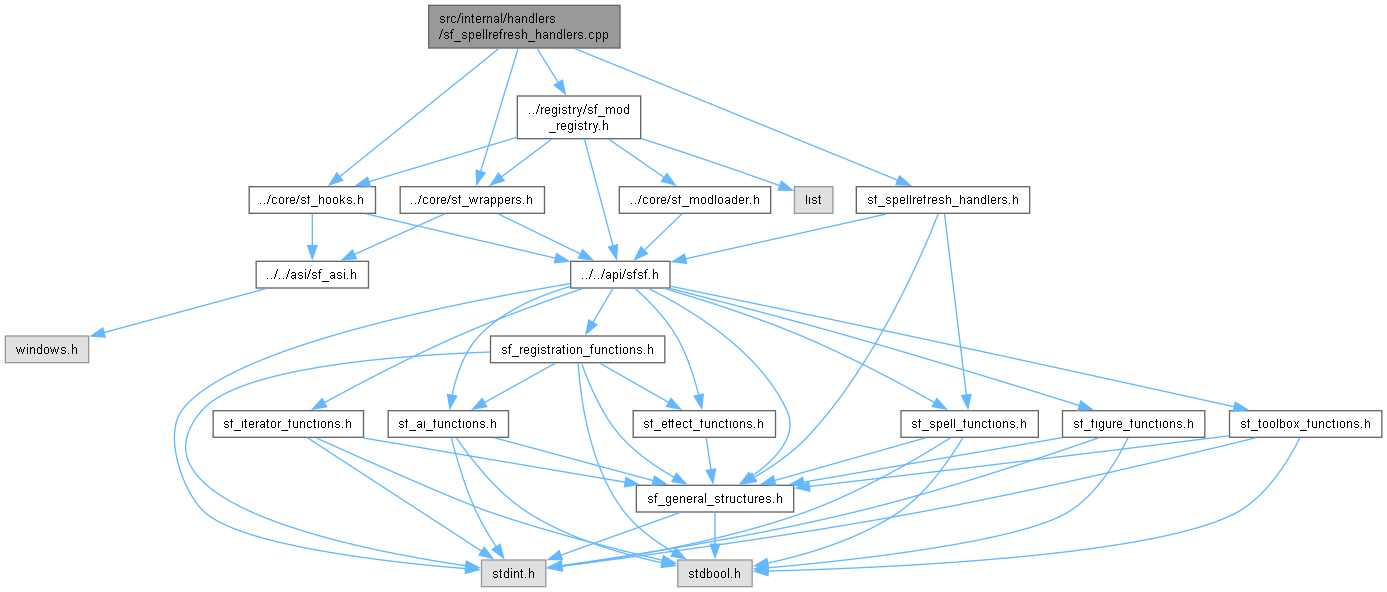 src/internal/handlers
/sf_spellrefresh_handlers.cpp
../registry/sf_mod
_registry.h
../core/sf_hooks.h
../core/sf_wrappers.h
../core/sf_modloader.h
list
sf_spellrefresh_handlers.h
../../asi/sf_asi.h
../../api/sfsf.h
windows.h
sf_registration_functions.h
sf_iterator_functions.h
sf_ai_functions.h
sf_effect_functions.h
sf_spell_functions.h
sf_figure_functions.h
sf_toolbox_functions.h
sf_general_structures.h
stdint.h
stdbool.h